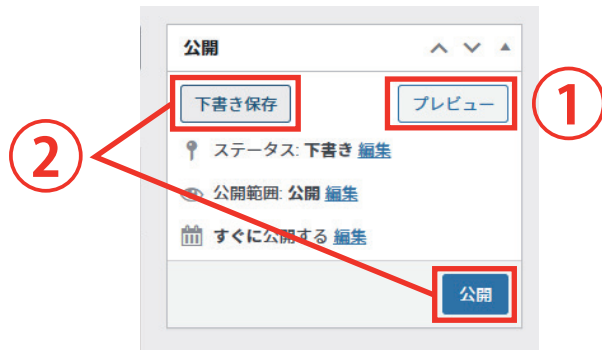 公開
下書き保存 プレビュー ①
②
ステータス: 下書き 編集
公開範囲: 公開 編集
すぐに公開する 編集
公開